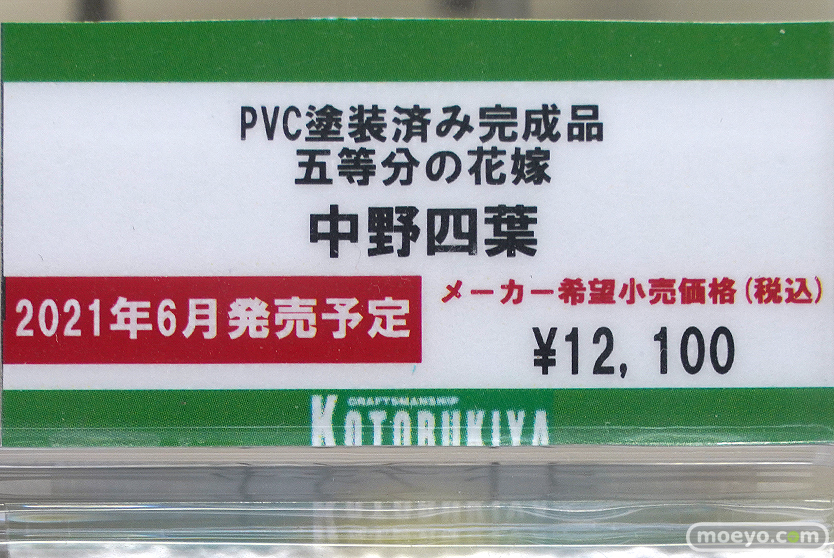 PVC塗装済み完成品
五等分の花嫁
中野四葉
2021年6月発売予定
メーカー希望小売価格(税込)
¥12,100
CRAFTSMANSHIP
KOTOBUKIYA
moeyo.com